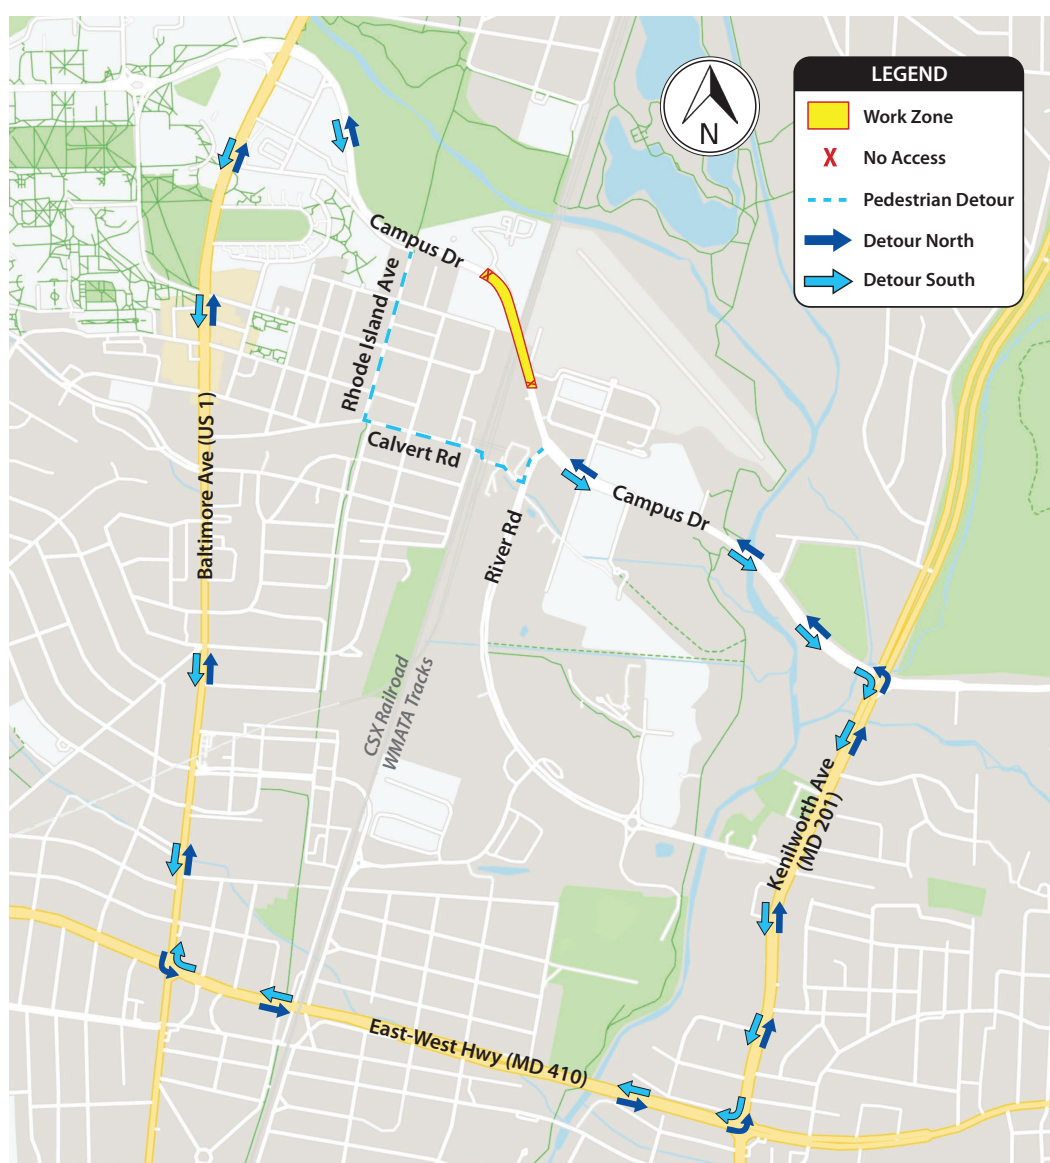 LEGEND
Work Zone
X
No Access
Pedestrian Detour
Detour North
Detour South
N
Campus Dr
Rhode Island Ave
Calvert Rd
Baltimore Ave (US 1)
River Rd
Campus Dr
CSX Railroad
WMATA Tracks
Kenilworth Ave
(MD 201)
East-West Hwy (MD 410)